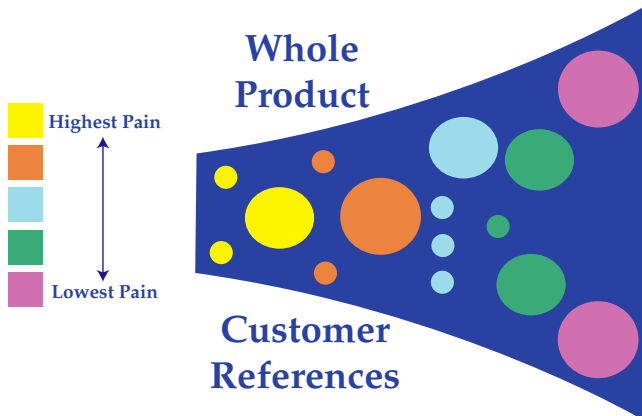 Whole
Product
Highest Pain
Lowest Pain
Customer
References